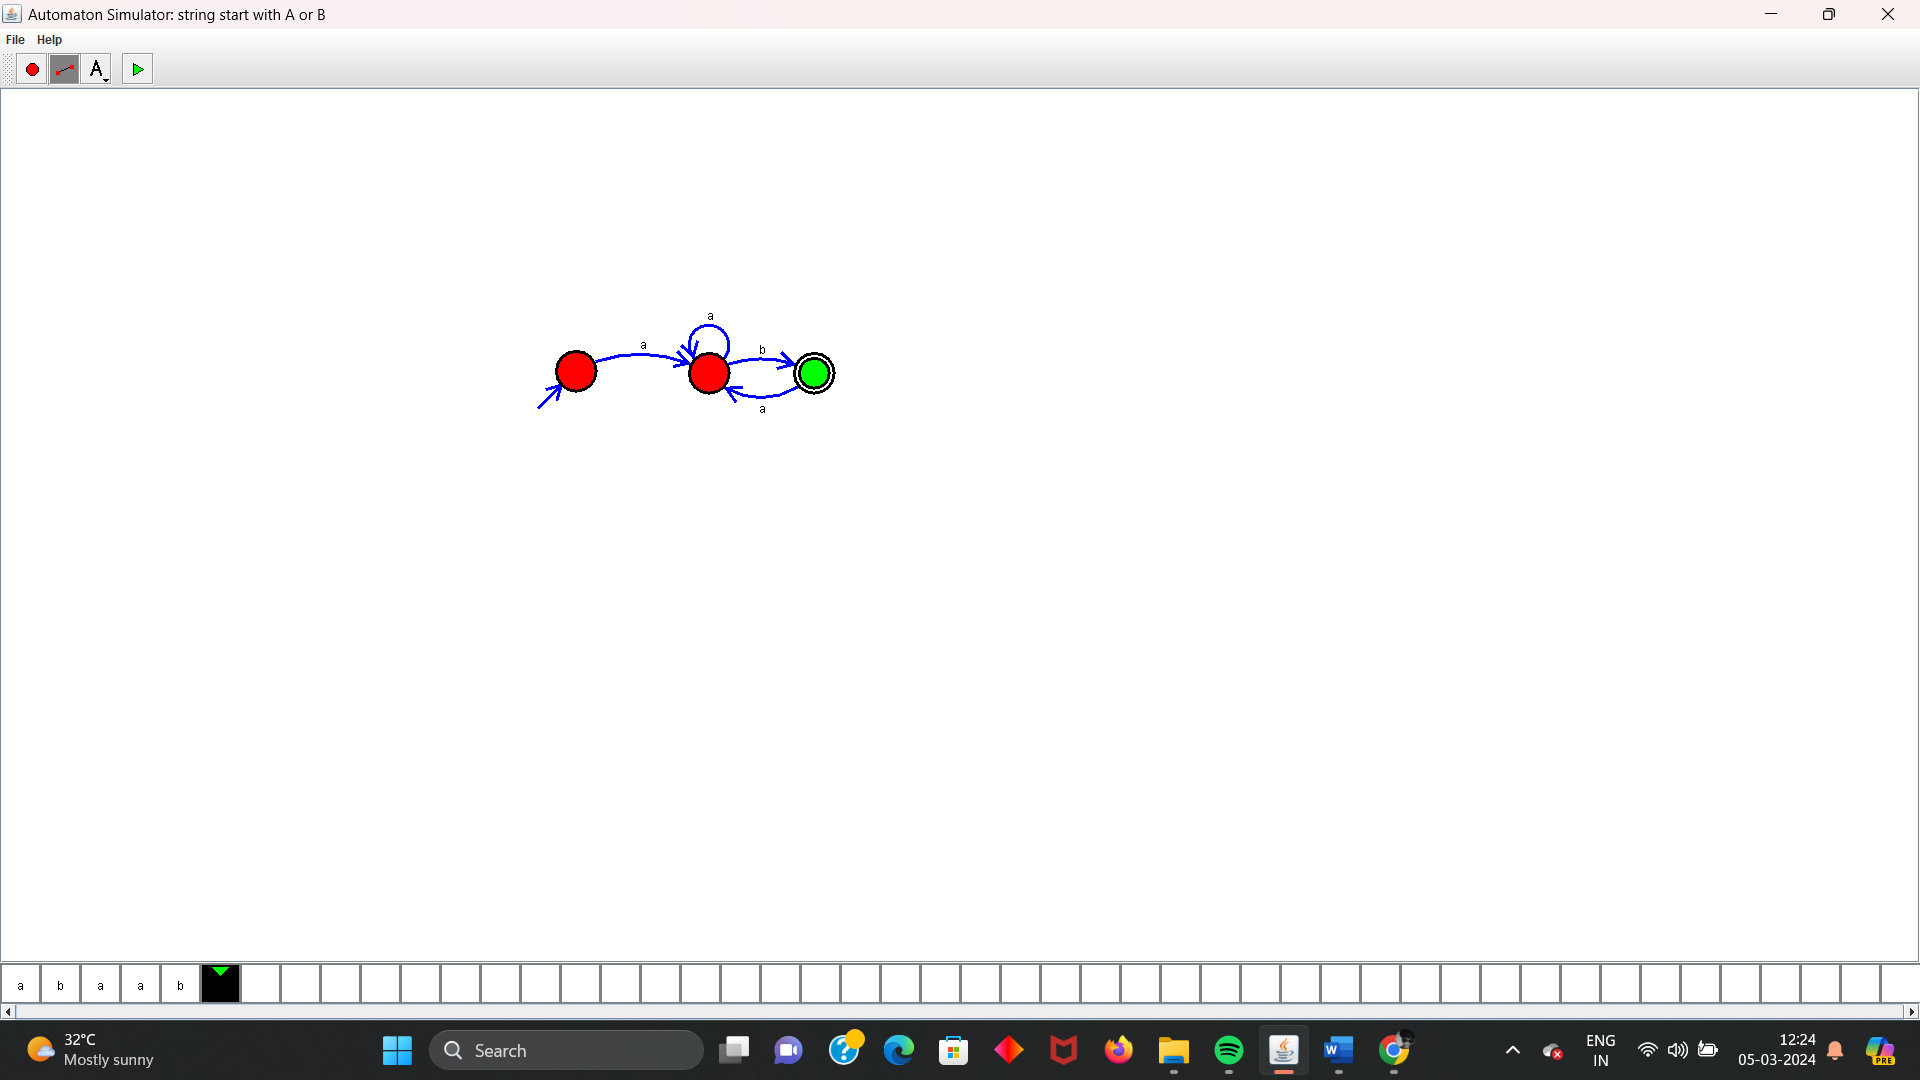 Automaton Simulator: string start with A or B
File Help
A
a
a
b
a
a b a a b
32°C
Mostly sunny
Search
ENG
IN
12:24
05-03-2024
W
?
PRE